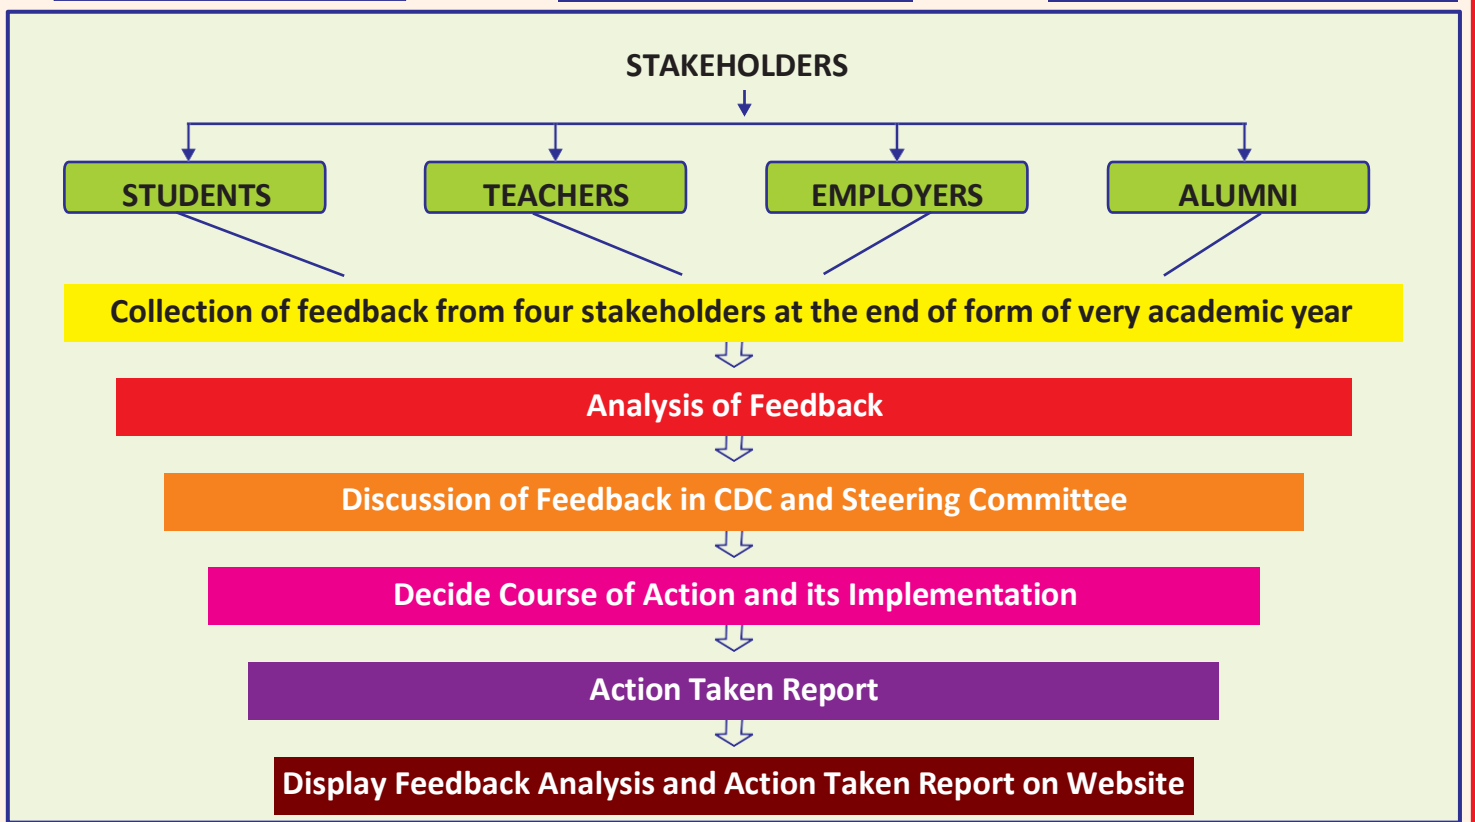 STAKEHOLDERS
STUDENTS
TEACHERS
EMPLOYERS
ALUMNI
Collection of feedback from four stakeholders at the end of form of very academic year
Analysis of Feedback
Discussion of Feedback in CDC and Steering Committee
Decide Course of Action and its Implementation
Action Taken Report
Display Feedback Analysis and Action Taken Report on Website